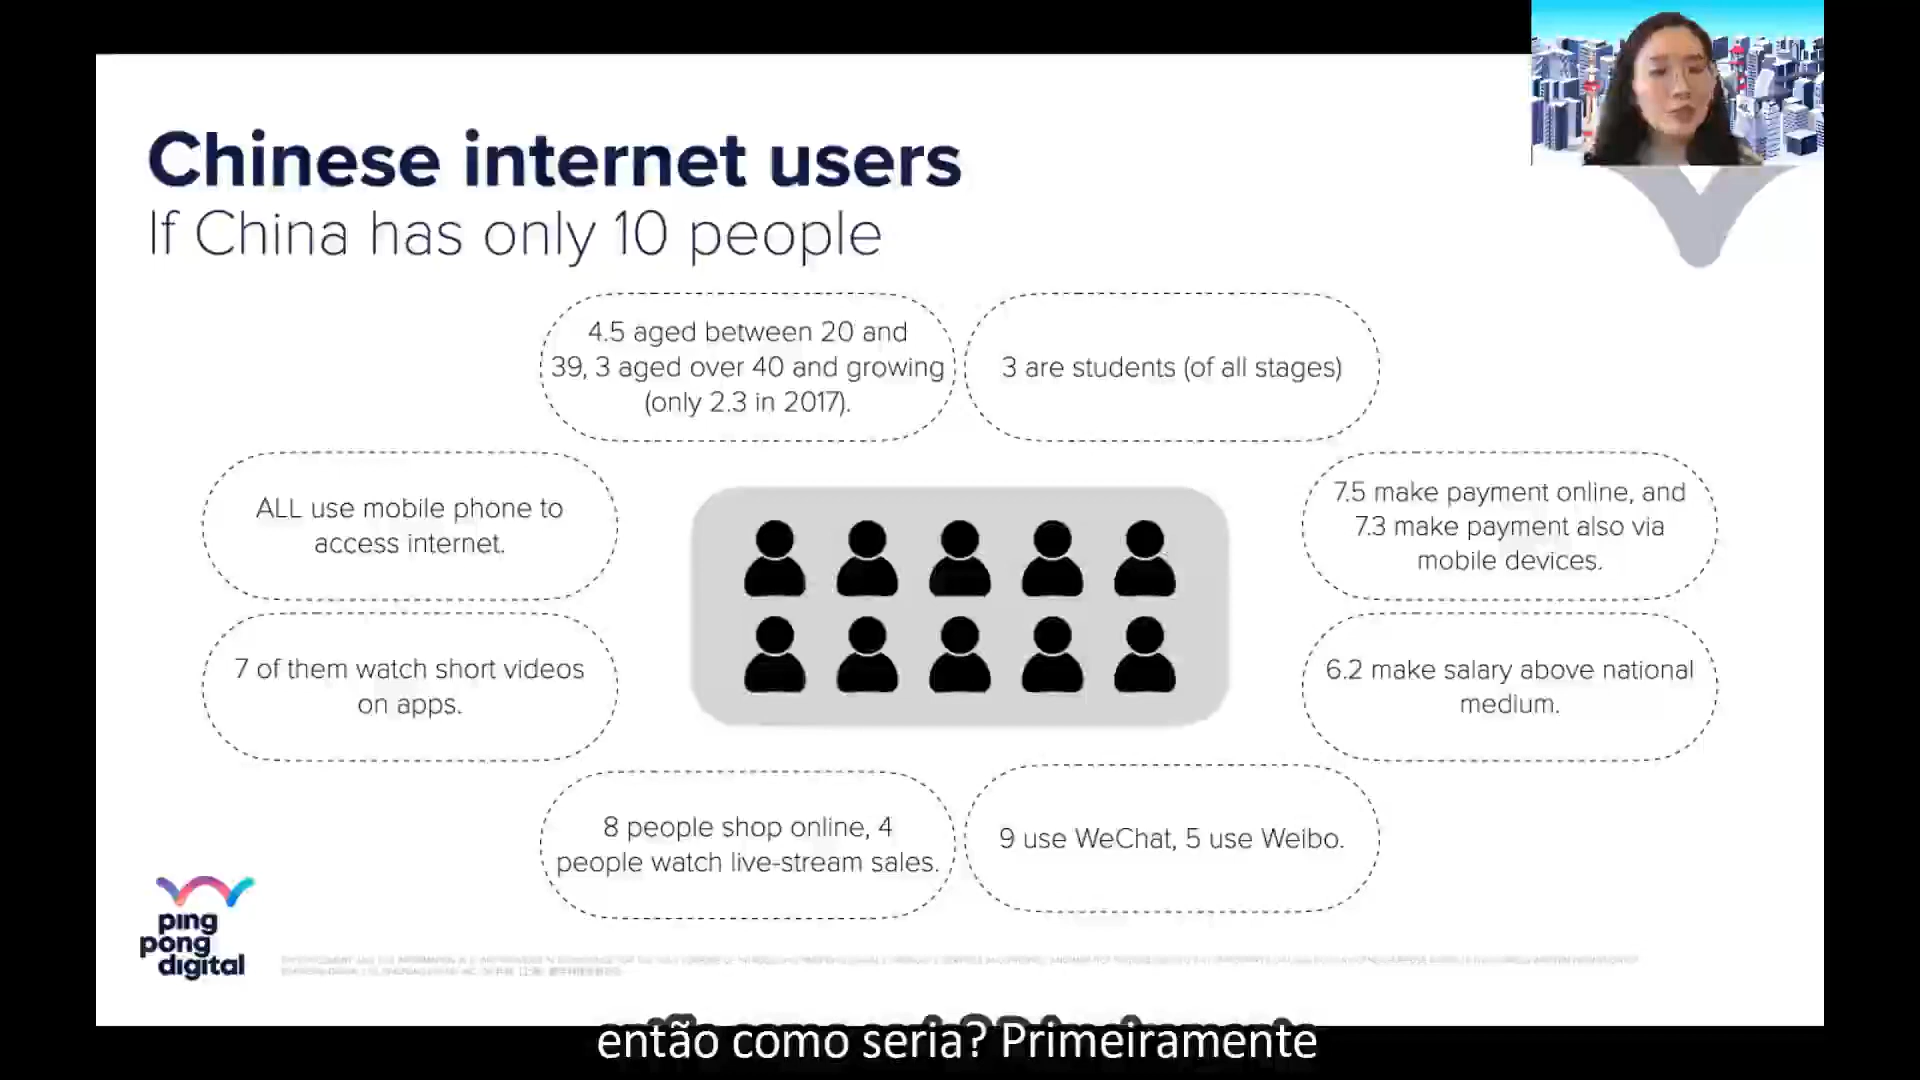 Chinese internet users
If China has only 10 people
4.5 aged between 20 and
39, 3 aged over 40 and growing
(only 2.3 in 2017).
3 are students (of all stages)
ALL use mobile phone to
access internet.
7.5 make payment online, and
7.3 make payment also via
mobile devices.
7 of them watch short videos
on apps.
6.2 make salary above national
medium.
8 people shop online, 4
people watch live-stream sales.
9 use WeChat, 5 use Weibo.
ping
pong
digital
então como seria? Primeiramente